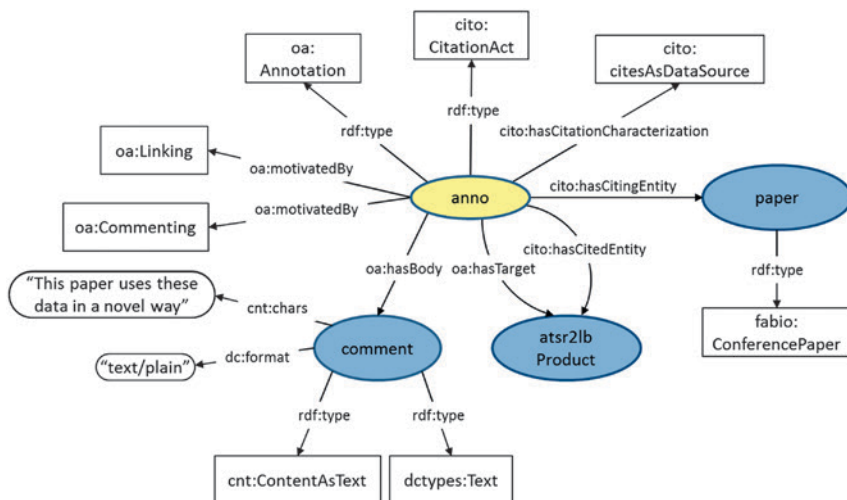 oa:
Annotation
cito:
CitationAct
cito:
citesAsDataSource
rdf:type
rdf:type
cito:hasCitationCharacterization
oa:Linking
oa:motivatedBy
oa:Commenting
oa:motivatedBy
anno
cito:hasCitingEntity
paper
oa:hasBody
oa:hasTarget
cito:hasCitedEntity
rdf:type
“This paper uses these
data in a novel way”
cnt:chars
fabio:
ConferencePaper
“text/plain”
dc:format
comment
atsr2lb
Product
rdf:type
rdf:type
cnt:ContentAsText
dctypes:Text